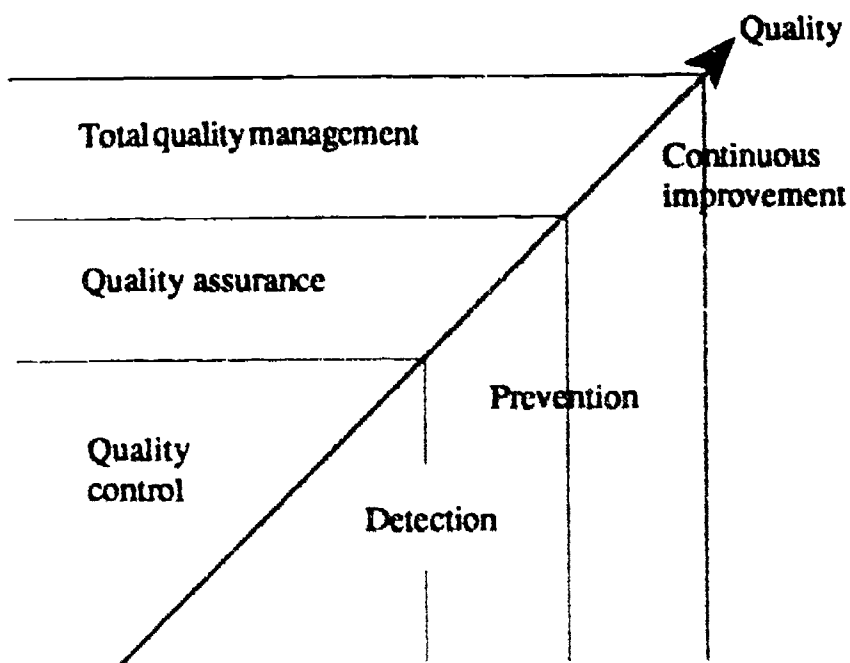 Quality
Total quality management
Continuous
improvement
Quality assurance
Prevention
Quality
control
Detection